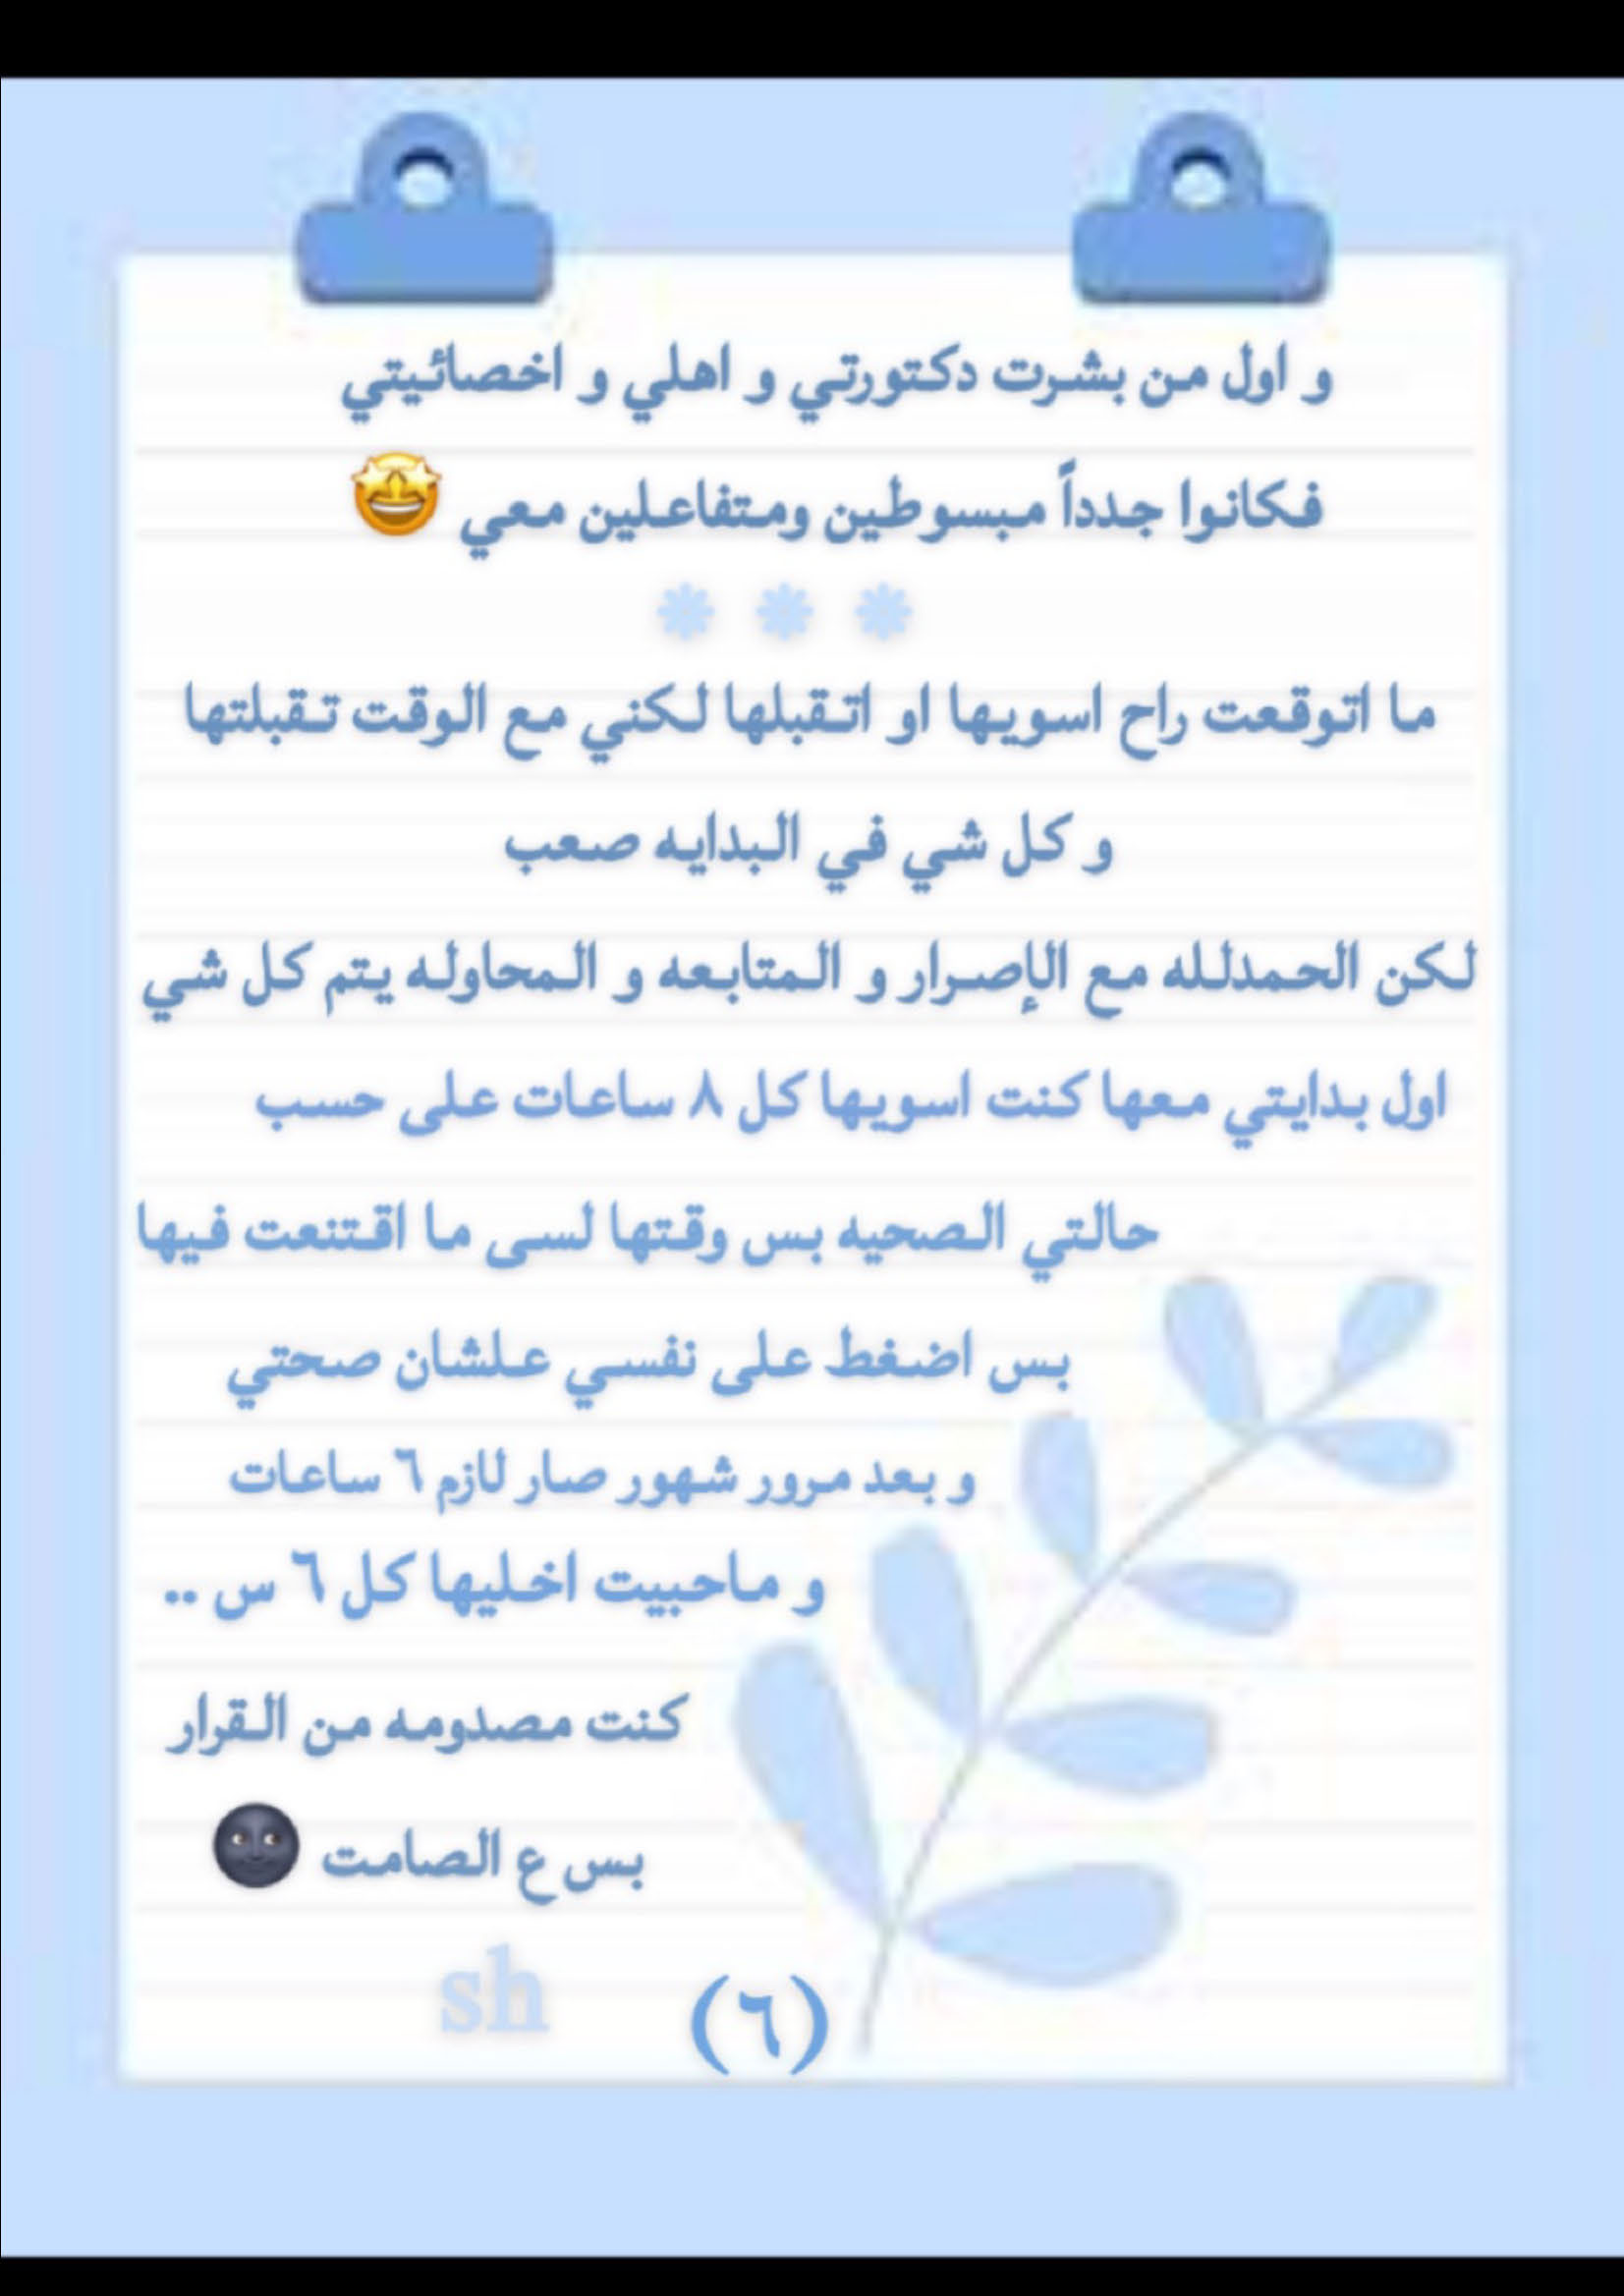 و اول من بشرت دكتورتي و اهلي و اخصائيتي
فكانوا جدداً مبسوطين ومتفاعلين معي 🤩
ما اتوقعت راح اسويها او اتقبلها لكني مع الوقت تقبلتها
و كل شي في البدايه صعب
لكن الحمدلله مع الإصرار و المتابعه و المحاوله يتم كل شي
اول بدايتي معها كنت اسويها كل ٨ ساعات على حسب
حالتي الصحيه بس وقتها لسى ما اقتنعت فيها
بس اضغط على نفسي علشان صحتي
و بعد مرور شهور صار لازم ٦ ساعات
و ماحبيت اخليها كل ٦ س ..
كنت مصدومه من القرار
بس ع الصامت 🌚
sh
(٦)